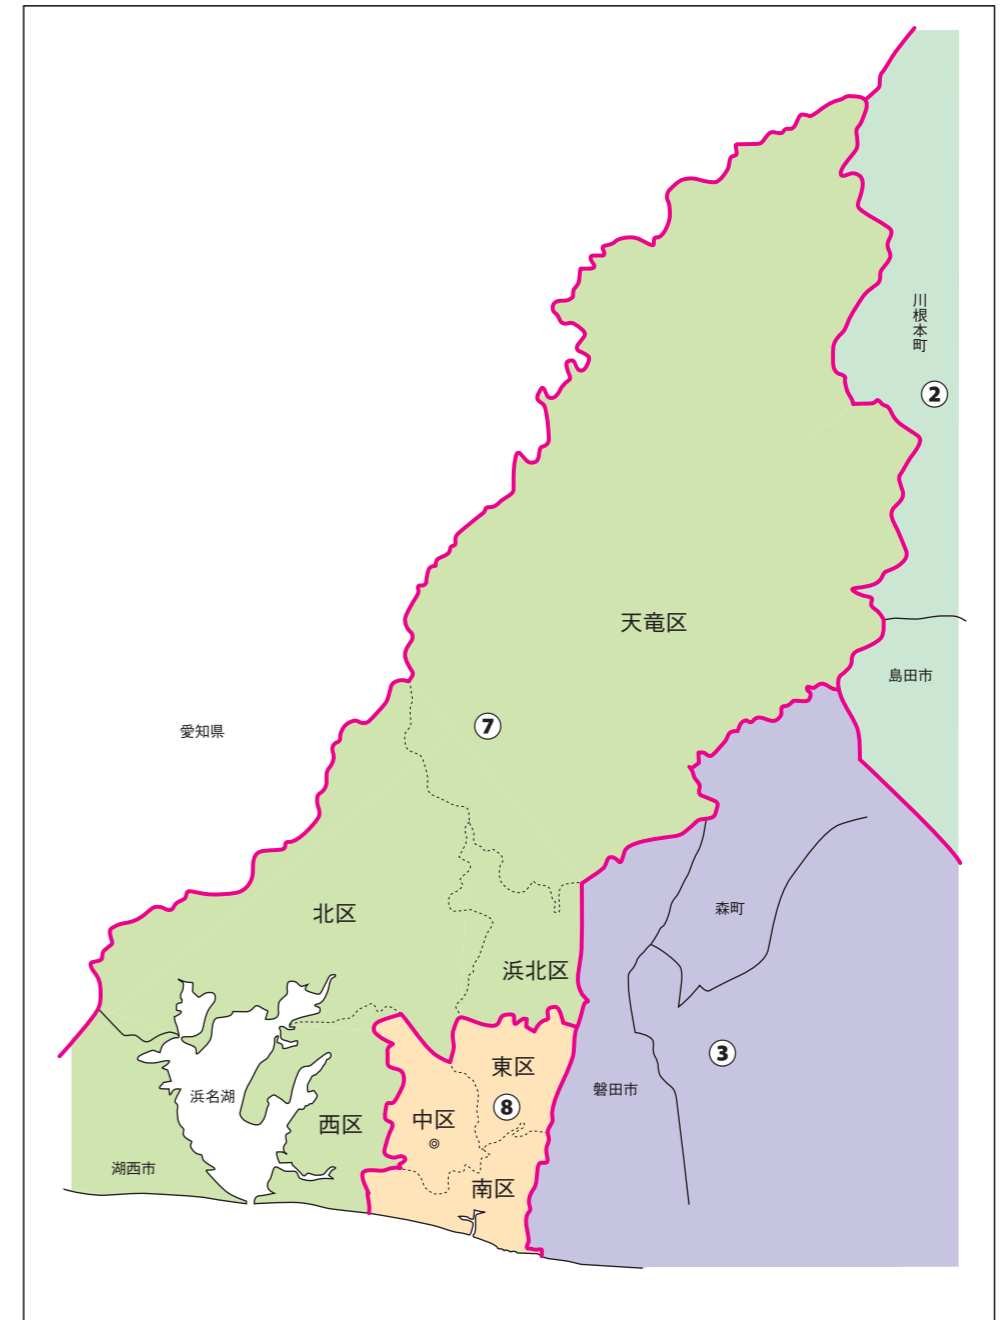 川根本町
②
天竜区
島田市
⑦
愛知県
森町
北区
浜北区
③
東区
磐田市
浜名湖
⑧
中区
西区
湖西市
南区